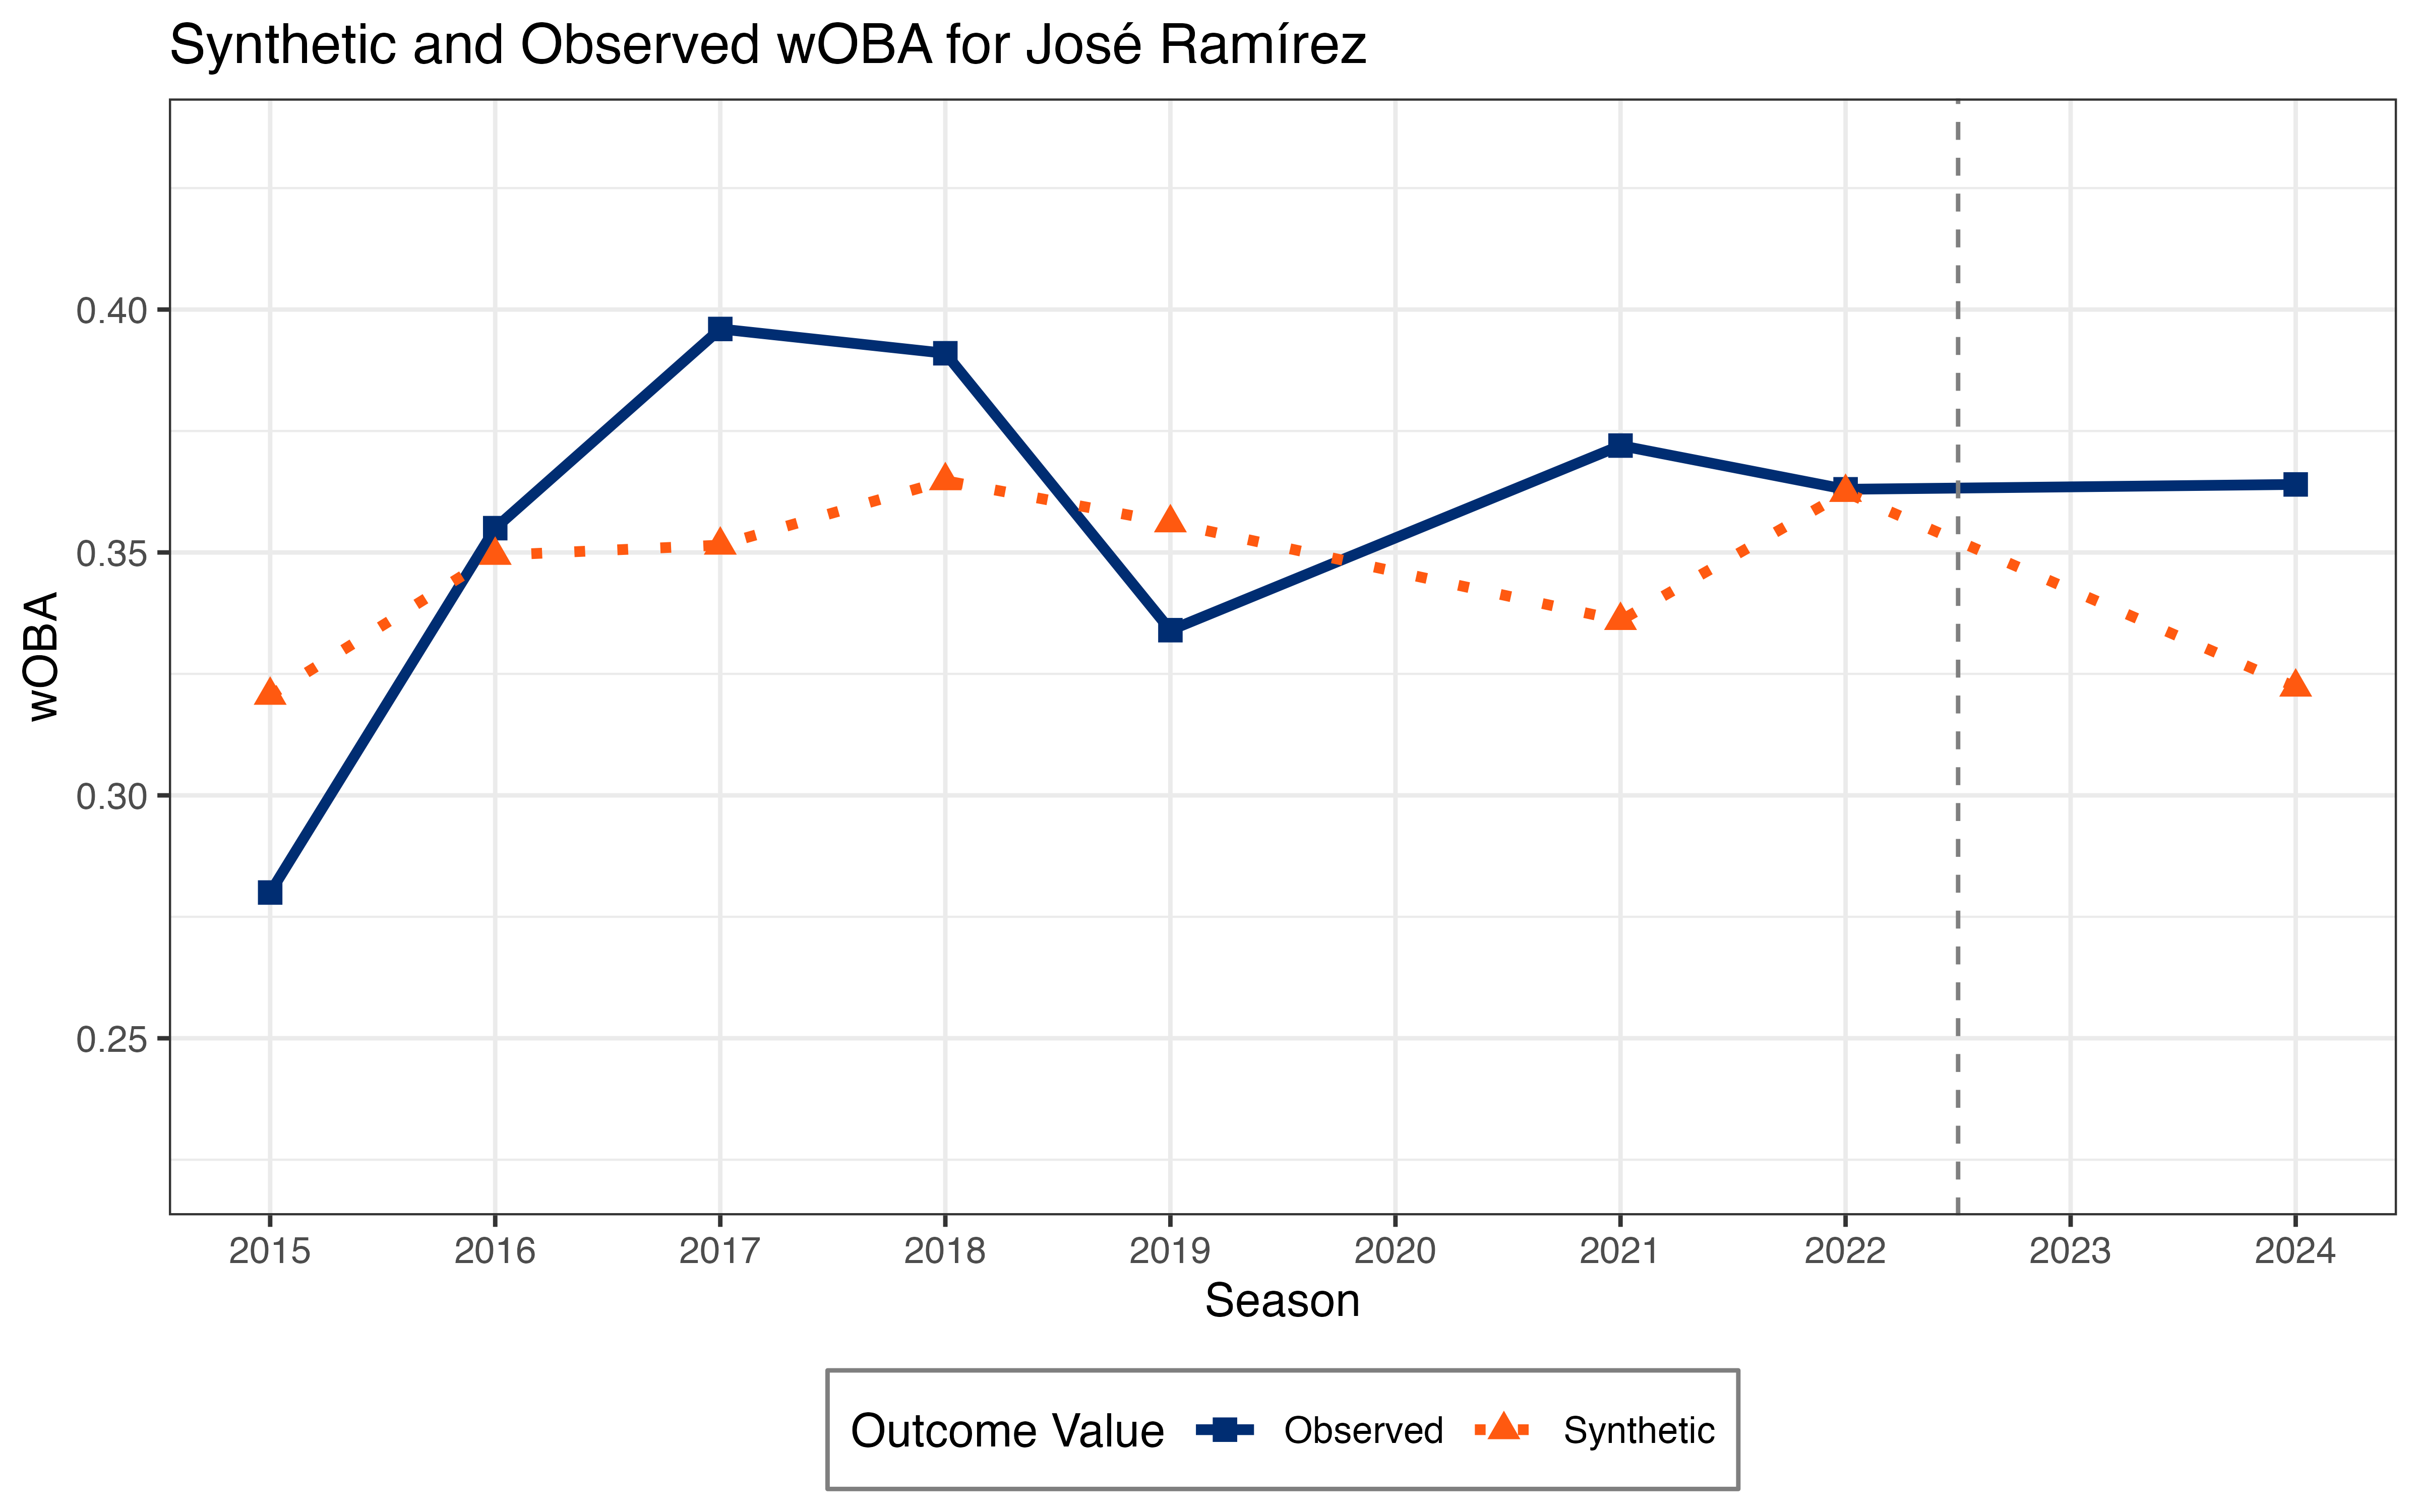 Synthetic and Observed wOBA for José Ramírez
wOBA
0.40
0.35
0.30
0.25
2015 2016 2017 2018 2019 2020 2021 2022 2023 2024
Season
Outcome Value Observed Synthetic